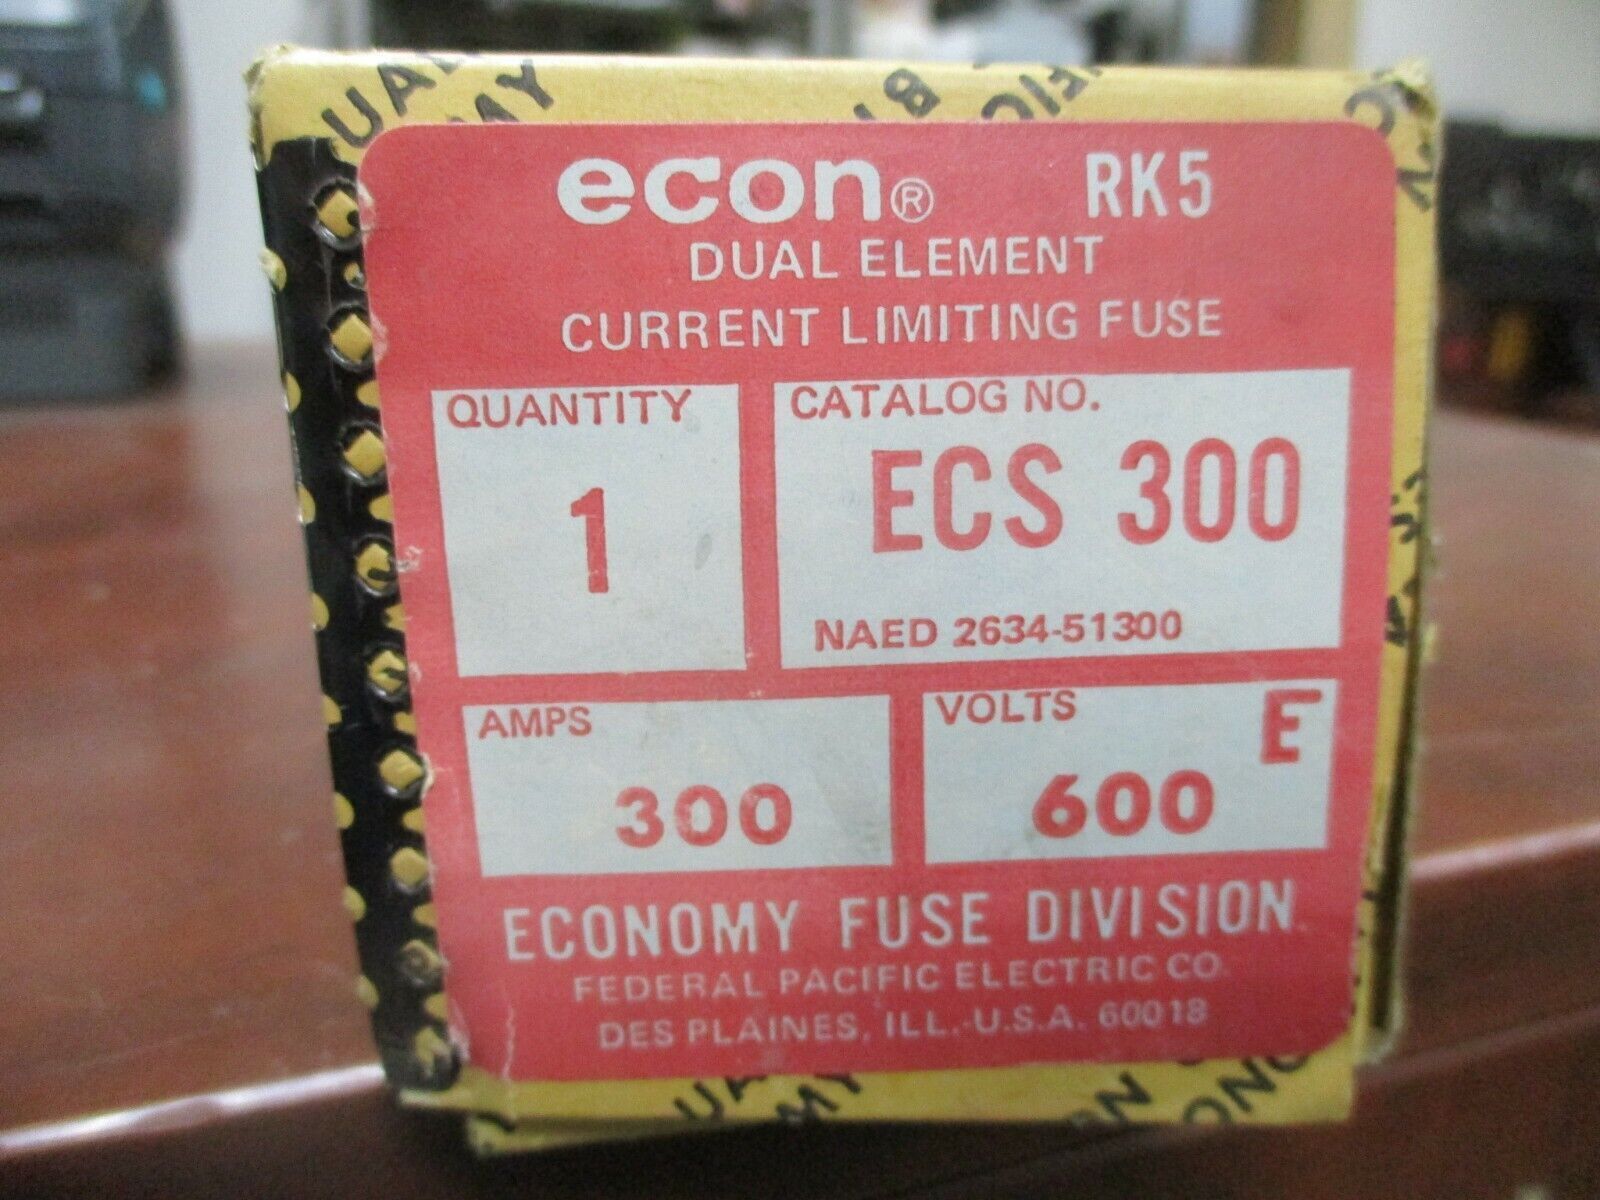 econ® RK5
DUAL ELEMENT
CURRENT LIMITING FUSE
QUANTITY
1
CATALOG NO.
ECS 300
NAED 2634-51300
AMPS
300
VOLTS
E
600
ECONOMY FUSE DIVISION
FEDERAL PACIFIC ELECTRIC CO.
DES PLAINES, ILL.-U.S.A. 60018